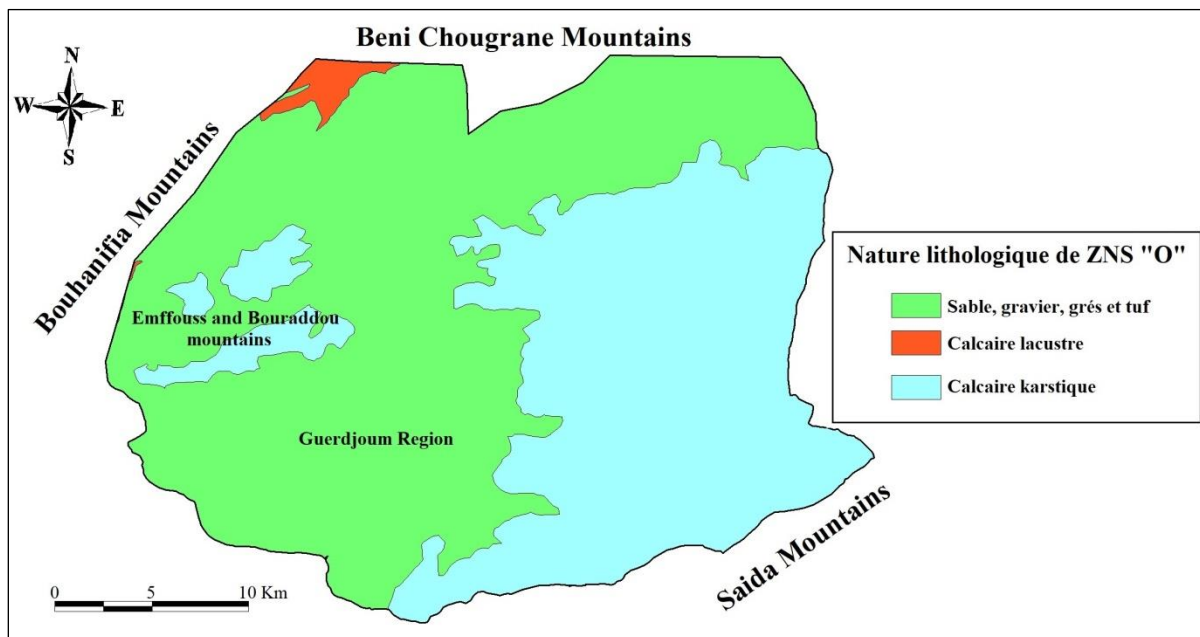 Beni Chougrane Mountains
N
W E
S
Bouhanifia Mountains
Nature lithologique de ZNS "O"
Sable, gravier, grés et tuf
Calcaire lacustre
Calcaire karstique
Emffouss and Bouraddou
mountains
Guerdjoum Region
Saida Mountains
0 5 10 Km